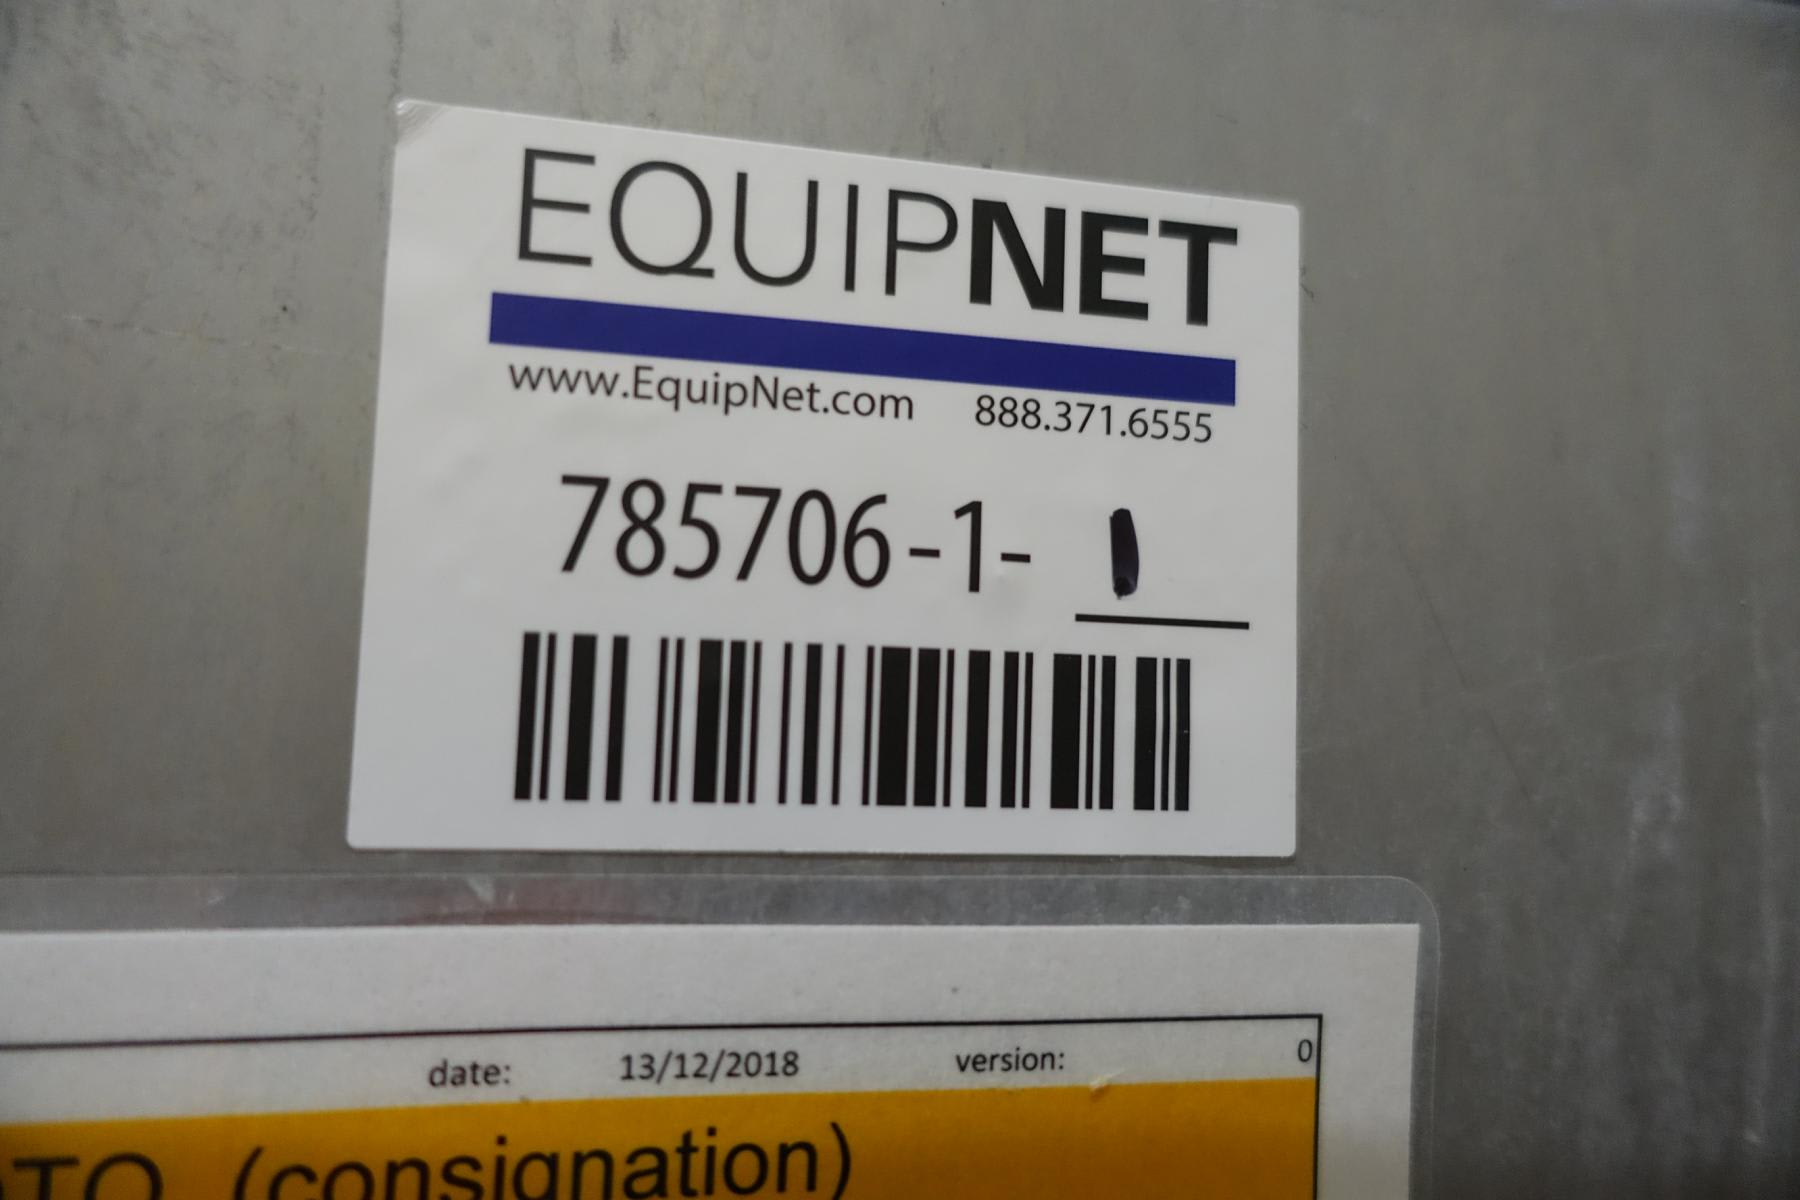 EQUIPNET
www.EquipNet.com 888.371.6555
785706-1- 1
date: 13/12/2018 version: 0
(consignation)